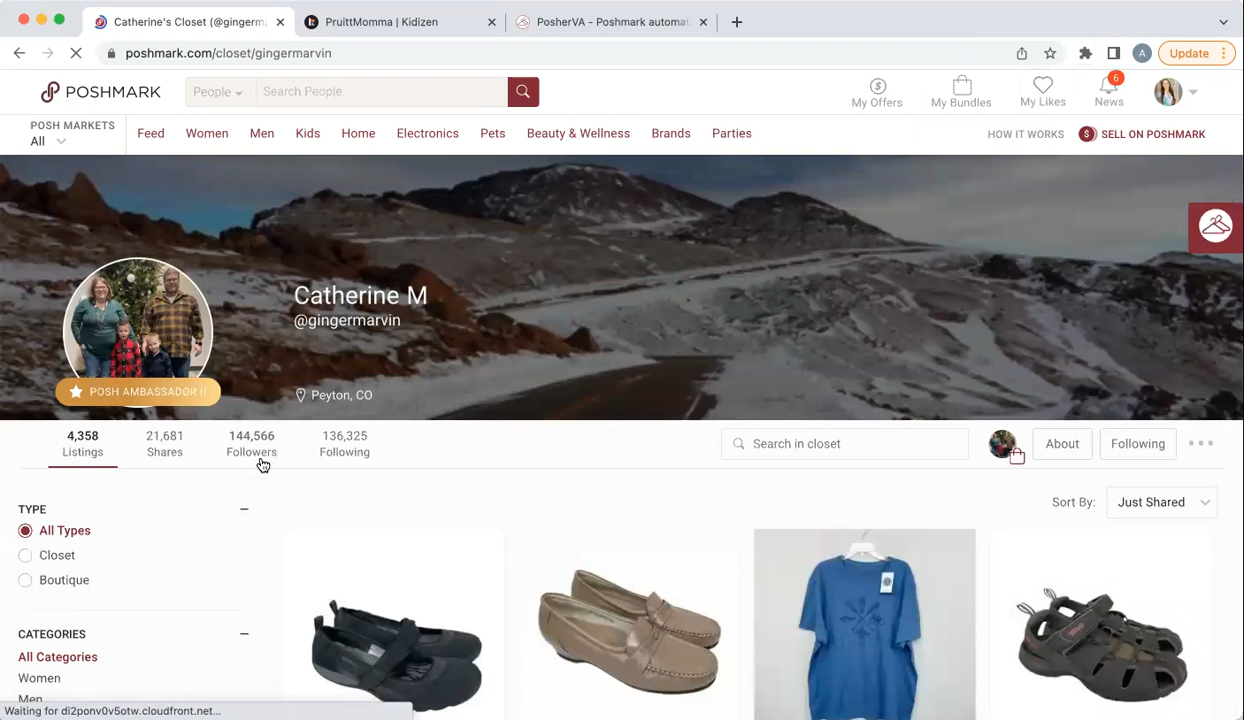 Catherine's Closet (@gingerma
PruittMomma | Kidizen
PosherVA - Poshmark automat
poshmark.com/closet/gingermarvin
A
Update
POSHMARK
People
Search People
My Offers
My Bundles
My Likes
6
News
POSH MARKETS
All
Feed
Women
Men
Kids
Home
Electronics
Pets
Beauty & Wellness
Brands
Parties
HOW IT WORKS
$ SELL ON POSHMARK
Catherine M
@gingermarvin
POSH AMBASSADOR II
Peyton, CO
4,358
Listings
21,681
Shares
144,566
Followers
136,325
Following
Search in closet
About
Following
Sort By:
Just Shared
TYPE
All Types
Closet
Boutique
CATEGORIES
All Categories
Women
Men
Waiting for di2ponv0v5otw.cloudfront.net...